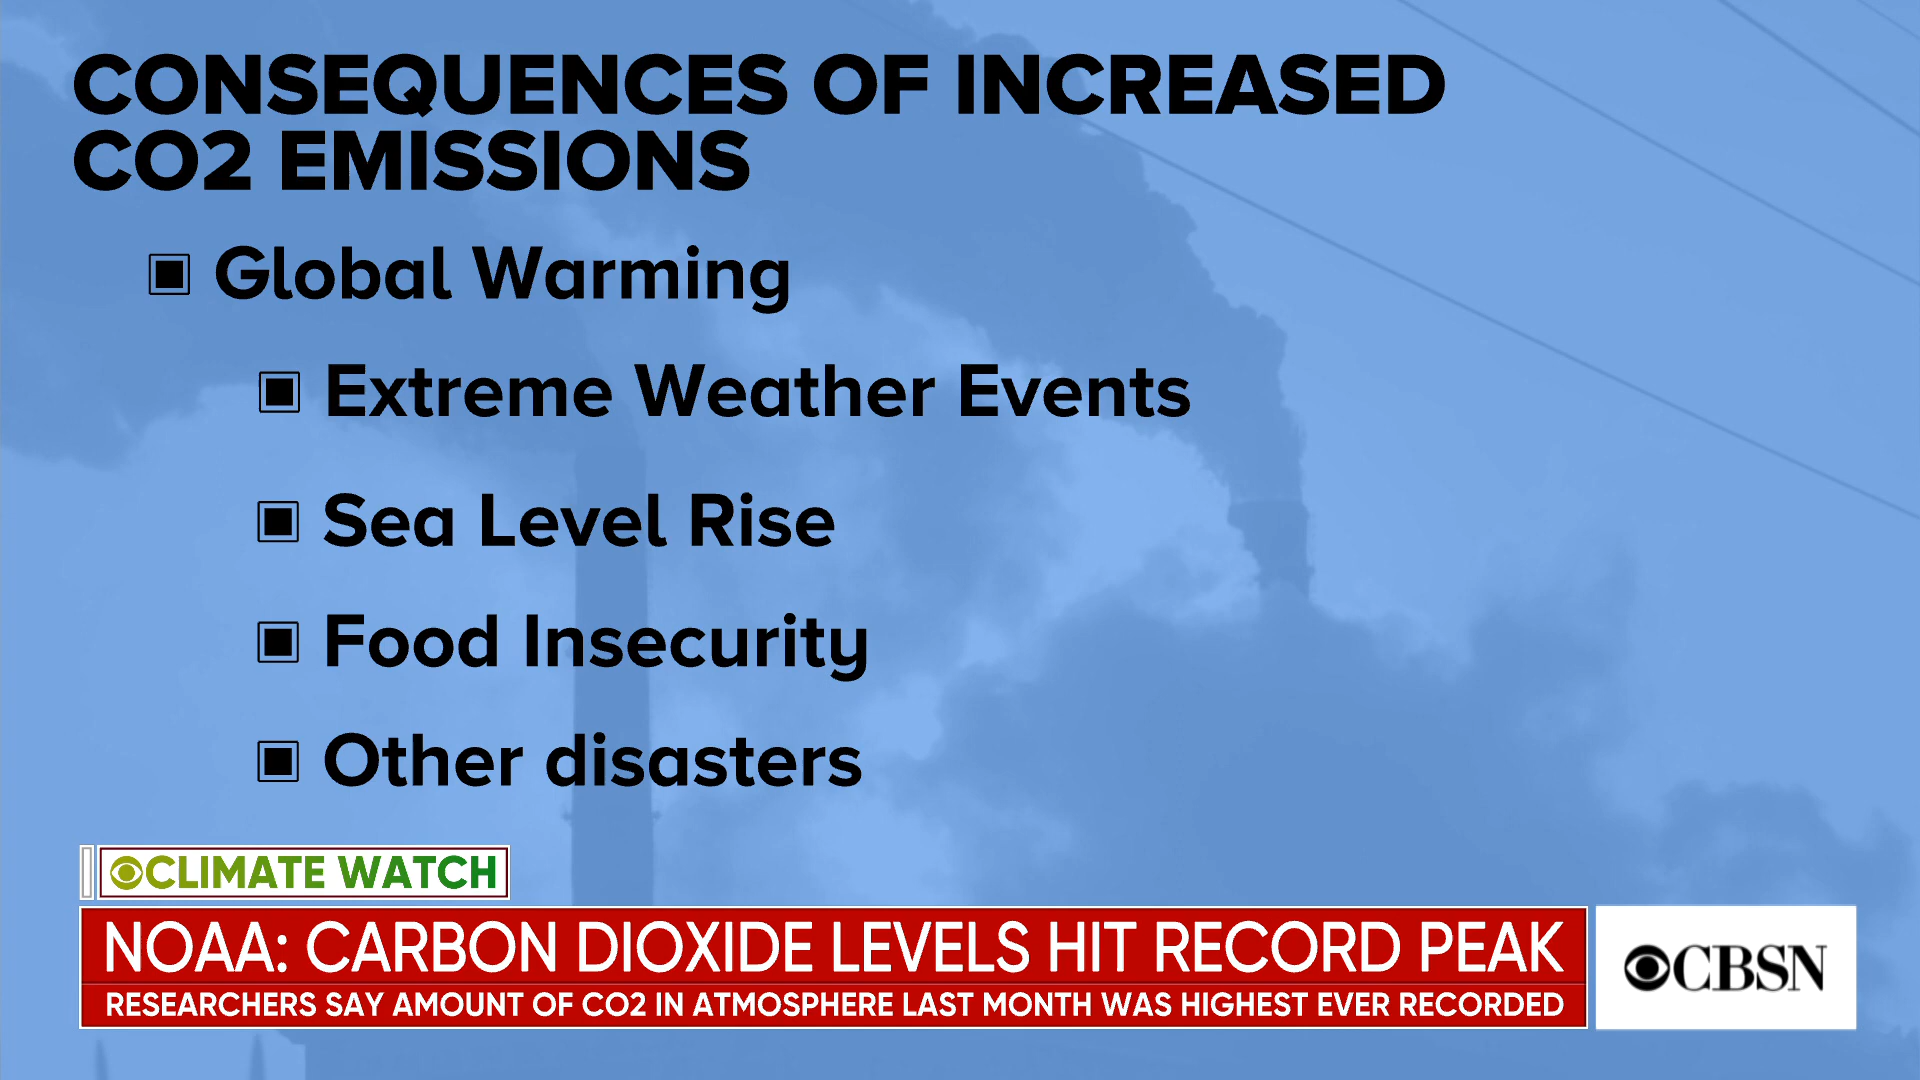 CONSEQUENCES OF INCREASED
CO2 EMISSIONS
Global Warming
Extreme Weather Events
Sea Level Rise
Food Insecurity
Other disasters
CLIMATE WATCH
NOAA: CARBON DIOXIDE LEVELS HIT RECORD PEAK
RESEARCHERS SAY AMOUNT OF CO2 IN ATMOSPHERE LAST MONTH WAS HIGHEST EVER RECORDED
CBSN